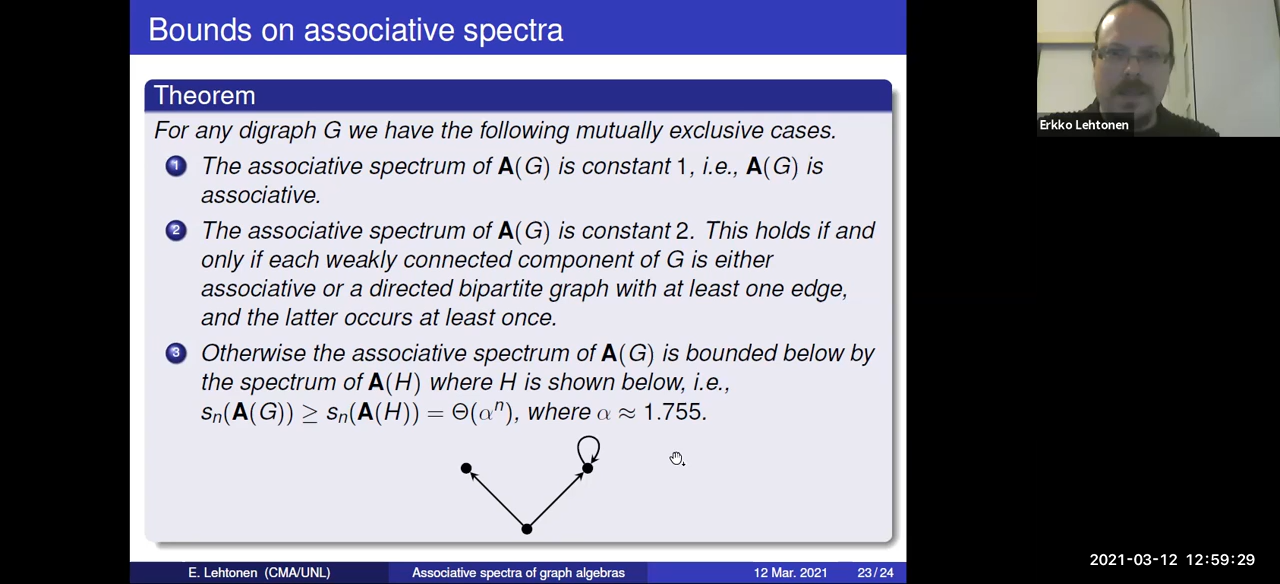 Bounds on associative spectra
Theorem
For any digraph G we have the following mutually exclusive cases.
1 The associative spectrum of A(G) is constant 1, i.e., A(G) is
associative.
2 The associative spectrum of A(G) is constant 2. This holds if and
only if each weakly connected component of G is either
associative or a directed bipartite graph with at least one edge,
and the latter occurs at least once.
3 Otherwise the associative spectrum of A(G) is bounded below by
the spectrum of A(H) where H is shown below, i.e.,
sₙ(A(G)) ≥ sₙ(A(H)) = Θ(αⁿ), where α ≈ 1.755.
E. Lehtonen (CMA/UNL) Associative spectra of graph algebras 12 Mar. 2021 23/24
Erkko Lehtonen
2021-03-12 12:59:29